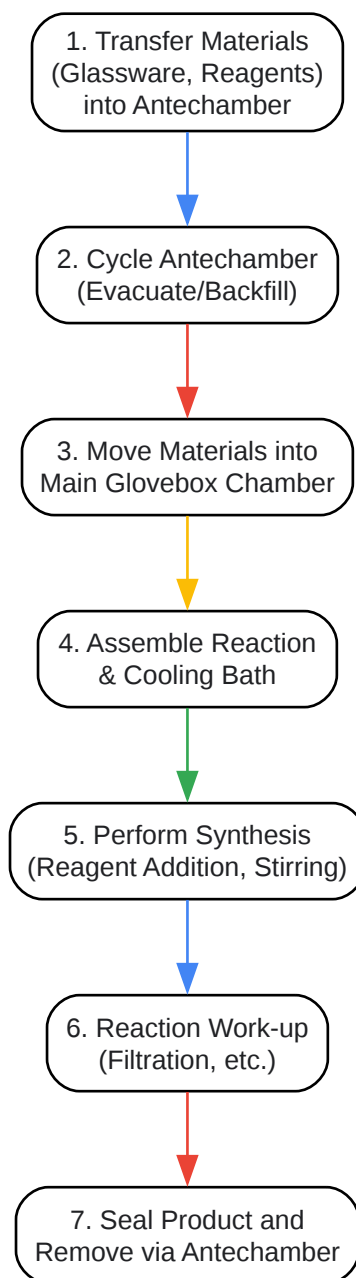 1. Transfer Materials
(Glassware, Reagents)
into Antechamber
2. Cycle Antechamber
(Evacuate/Backfill)
3. Move Materials into
Main Glovebox Chamber
4. Assemble Reaction
& Cooling Bath
5. Perform Synthesis
(Reagent Addition, Stirring)
6. Reaction Work-up
(Filtration, etc.)
7. Seal Product and
Remove via Antechamber